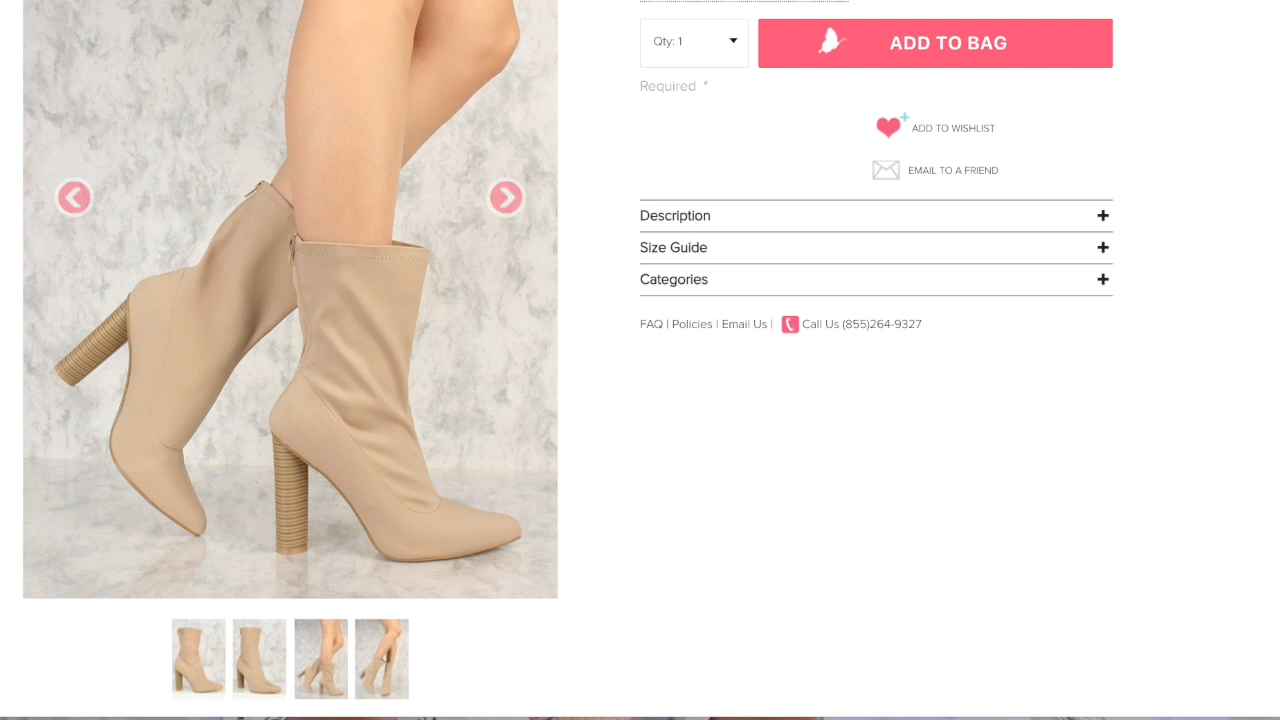 Qty: 1
ADD TO BAG
Required *
ADD TO WISHLIST
EMAIL TO A FRIEND
Description +
Size Guide +
Categories +
FAQ | Policies | Email Us | Call Us (855)264-9327